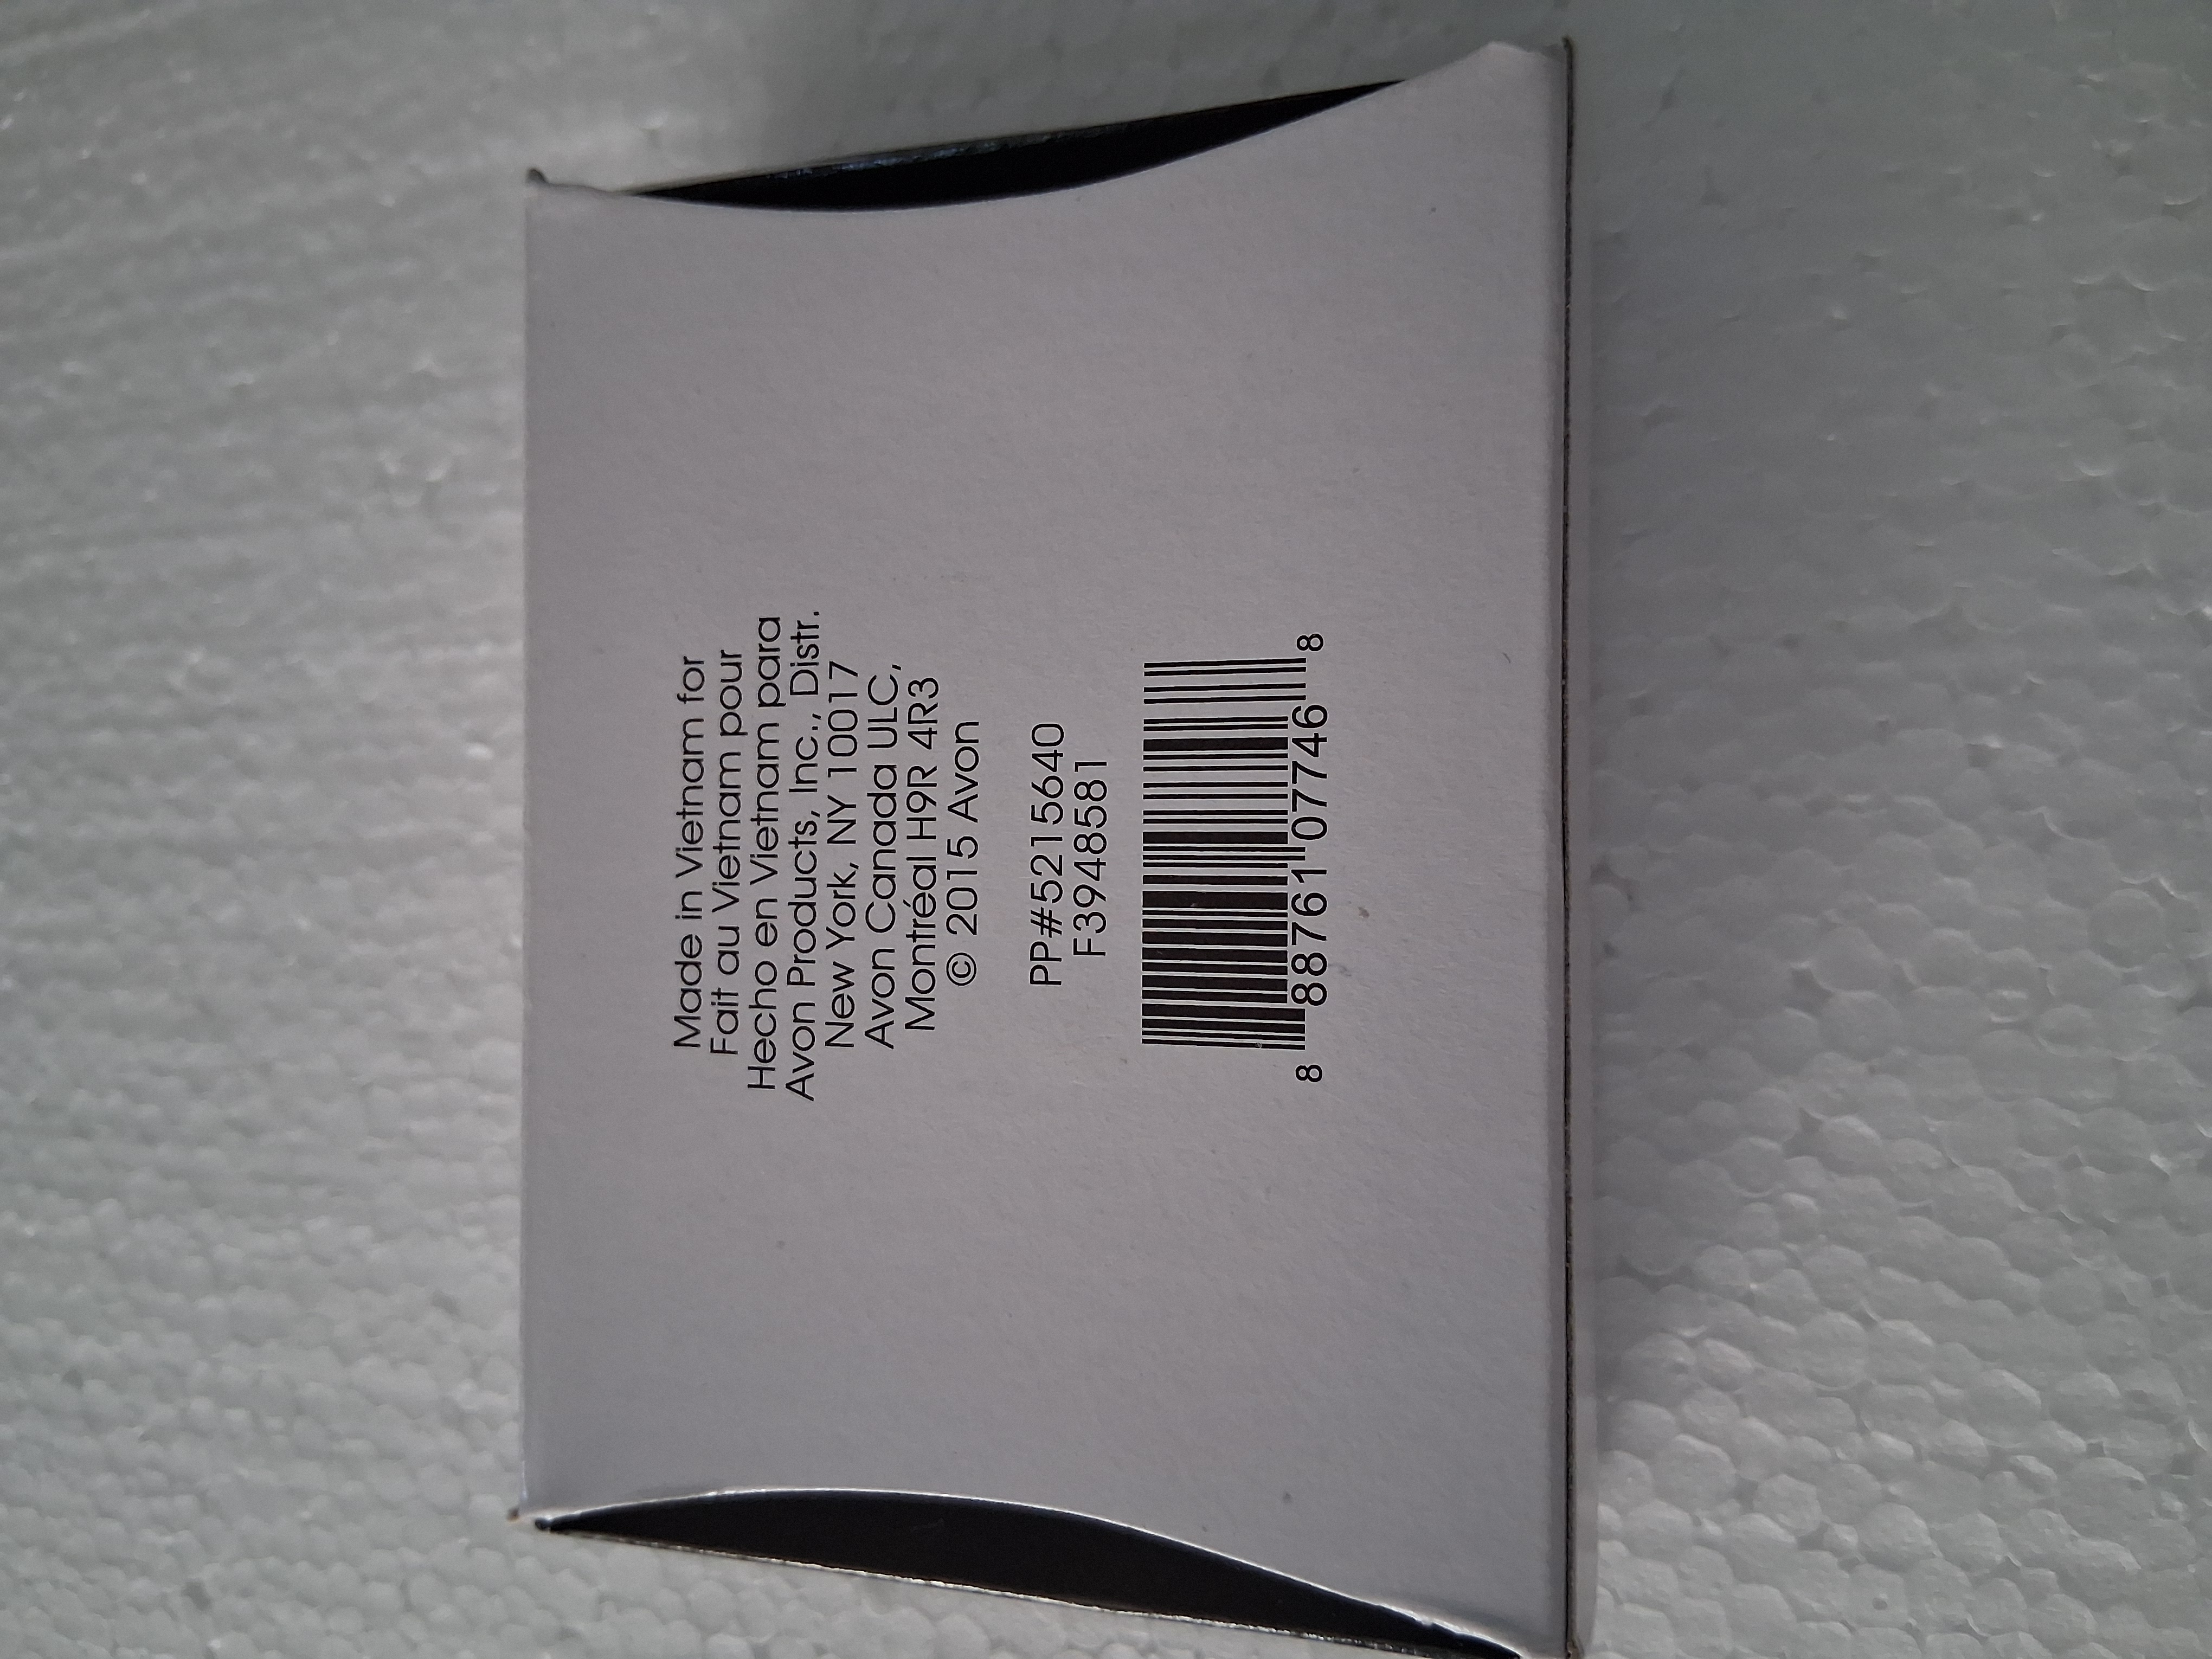 Made in Vietnam for
Fait au Vietnam pour
Hecho en Vietnam para
Avon Products, Inc., Distr.
New York, NY 10017
Avon Canada ULC,
Montréal H9R 4R3
© 2015 Avon
PP#5215640
F3948581
8 88761 07746 8